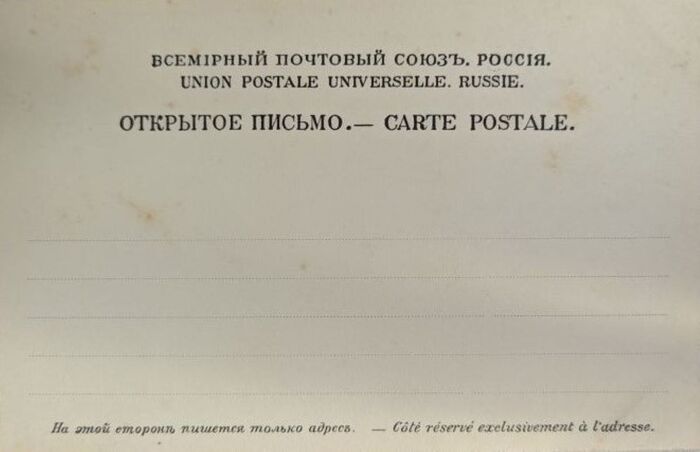 ВСЕМІРНЫЙ ПОЧТОВЫЙ СОЮЗЪ. РОССІЯ.
UNION POSTALE UNIVERSELLE. RUSSIE.
ОТКРЫТОЕ ПИСЬМО.— CARTE POSTALE.
На этой сторонѣ пишется только адресъ. — Côté réservé exclusivement à l'adresse.